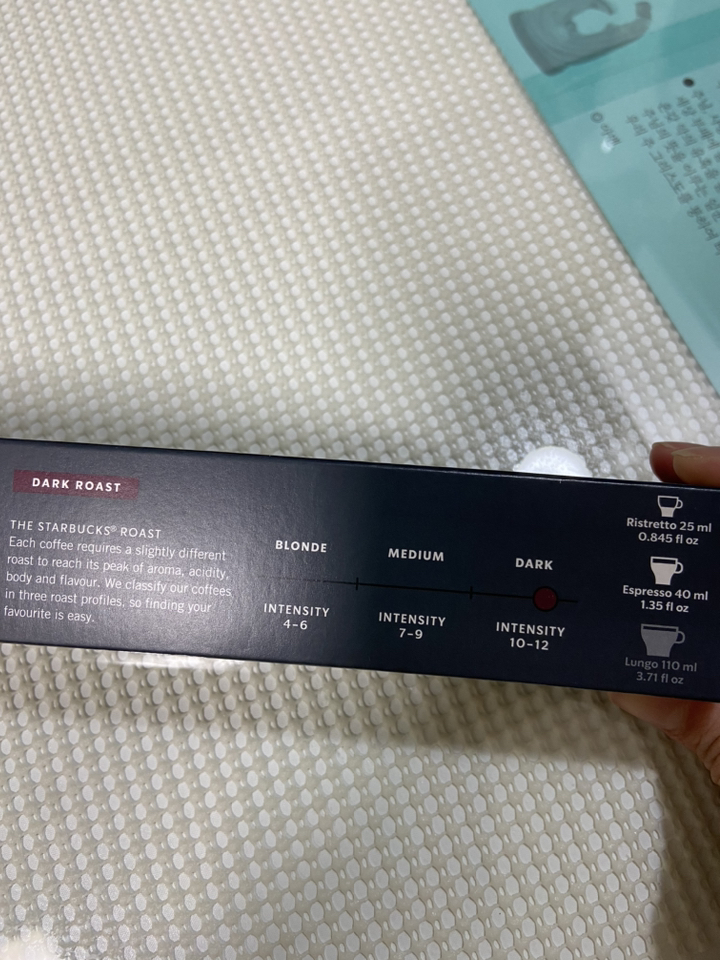 DARK ROAST
THE STARBUCKS® ROAST
Each coffee requires a slightly different
roast to reach its peak of aroma, acidity,
body and flavour. We classify our coffees
in three roast profiles, so finding your
favourite is easy.
BLONDE
INTENSITY
4–6
MEDIUM
INTENSITY
7–9
DARK
INTENSITY
10–12
Ristretto 25 ml
0.845 fl oz
Espresso 40 ml
1.35 fl oz
Lungo 110 ml
3.71 fl oz